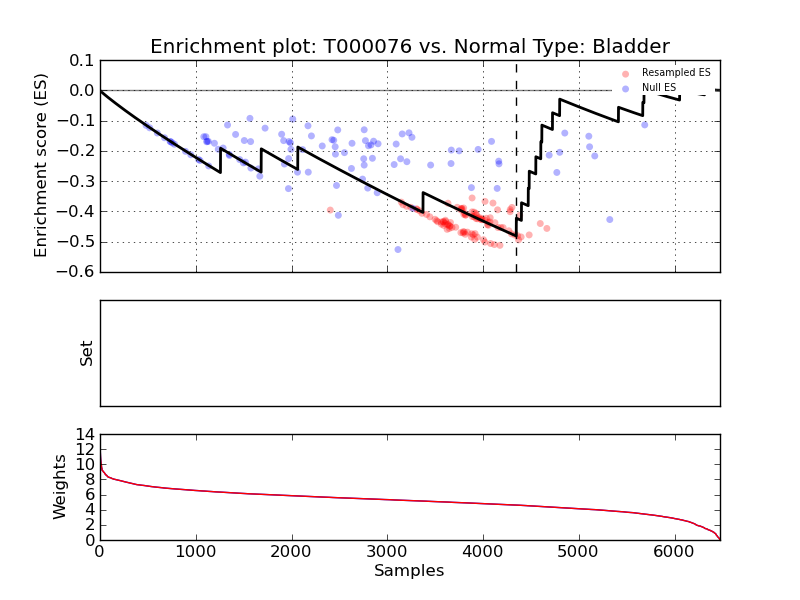 Enrichment plot: T000076 vs. Normal Type: Bladder
Enrichment score (ES)
0.1
0.0
−0.1
−0.2
−0.3
−0.4
−0.5
−0.6
Resampled ES
Null ES
Set
Weights
14
12
10
8
6
4
2
0
0 1000 2000 3000 4000 5000 6000
Samples